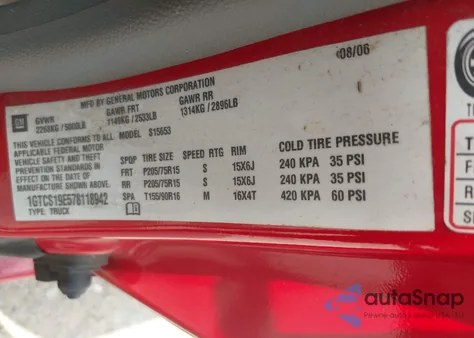 08/06
MFD BY GENERAL MOTORS CORPORATION
GM
GVWR GAWR FRT GAWR RR
2268KG / 5000LB 1149KG / 2533LB 1314KG / 2896LB
THIS VEHICLE CONFORMS TO ALL S15653
APPLICABLE FEDERAL MOTOR
VEHICLE SAFETY AND THEFT
PREVENTION STANDARDS IN
EFFECT ON THE DATE OF
MANUFACTURE SHOWN ABOVE
1GTCS19E578118942
TYPE: TRUCK
COLD TIRE PRESSURE
SPOP TIRE SIZE SPEED RTG RIM
FRT P205/75R15 S 15X6J 240 KPA 35 PSI
RR P205/75R15 S 15X6J 240 KPA 35 PSI
SPA T155/90R16 M 16X4T 420 KPA 60 PSI
autoSnap